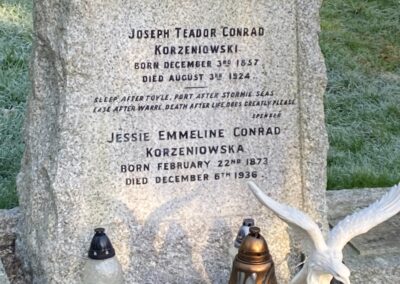 JOSEPH TEADOR CONRAD
KORZENIOWSKI.
BORN DECEMBER 3RD 1857
DIED AUGUST 3RD 1924.
SLEEP AFTER TOYLE, PORT AFTER STORMIE SEAS,
EASE AFTER WARRE, DEATH AFTER LIFE, DOES GREATLY PLEASE.
SPENSER
JESSIE EMMELINE CONRAD
KORZENIOWSKA
BORN FEBRUARY 22ND 1873
DIED DECEMBER 6TH 1936